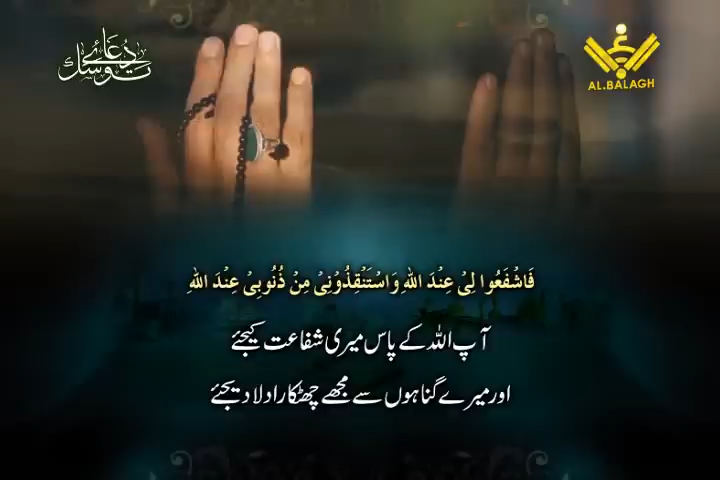 دعائے توسل
AL.BALAGH
فَاشْفَعُوا لِيْ عِنْدَ اللهِ وَاسْتَنْقِذُوْنِيْ مِنْ ذُنُوبِيْ عِنْدَ اللهِ
آپ اللہ کے پاس میری شفاعت کیجئے
اور میرے گناہوں سے مجھے چھٹکارا دلا دیجئے